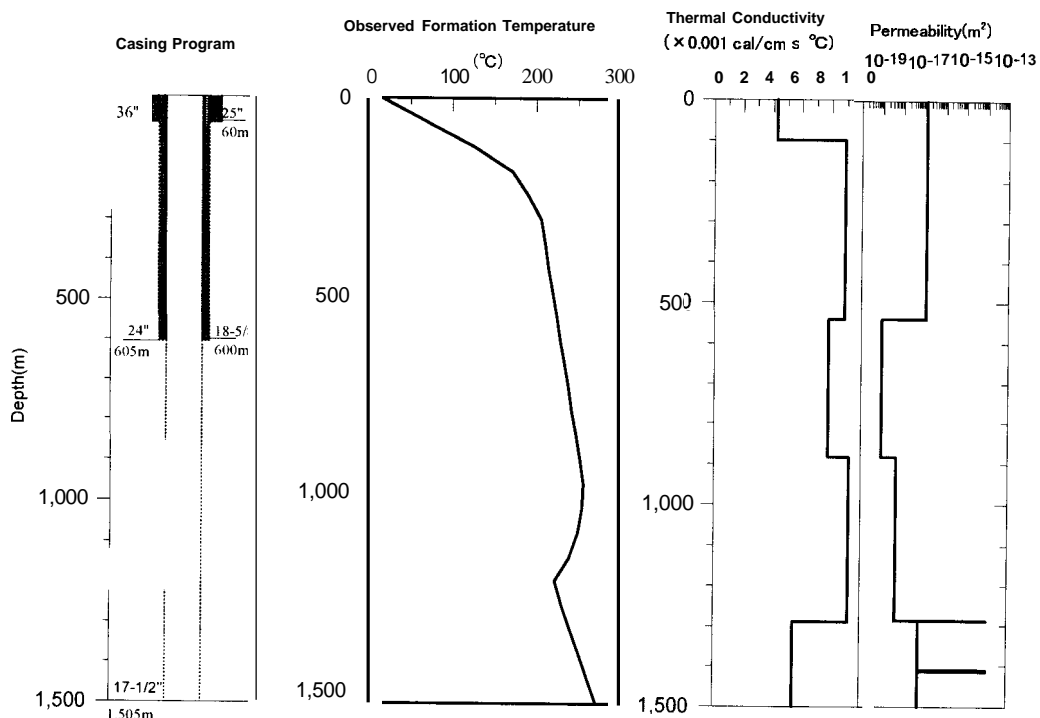 Casing Program
Observed Formation Temperature
(℃)
Thermal Conductivity
(×0.001 cal/cm s ℃)
Permeability(m²)
0 100 200 300
0 2 4 6 8 1 0
10-19 10-17 10-15 10-13
36" 25"
60m
0
500
1,000
1,500
Depth(m)
24" 18-5/
605m 600m
17-1/2"
1,505m
0
500
1,000
1,500
0
500
1,000
1,500